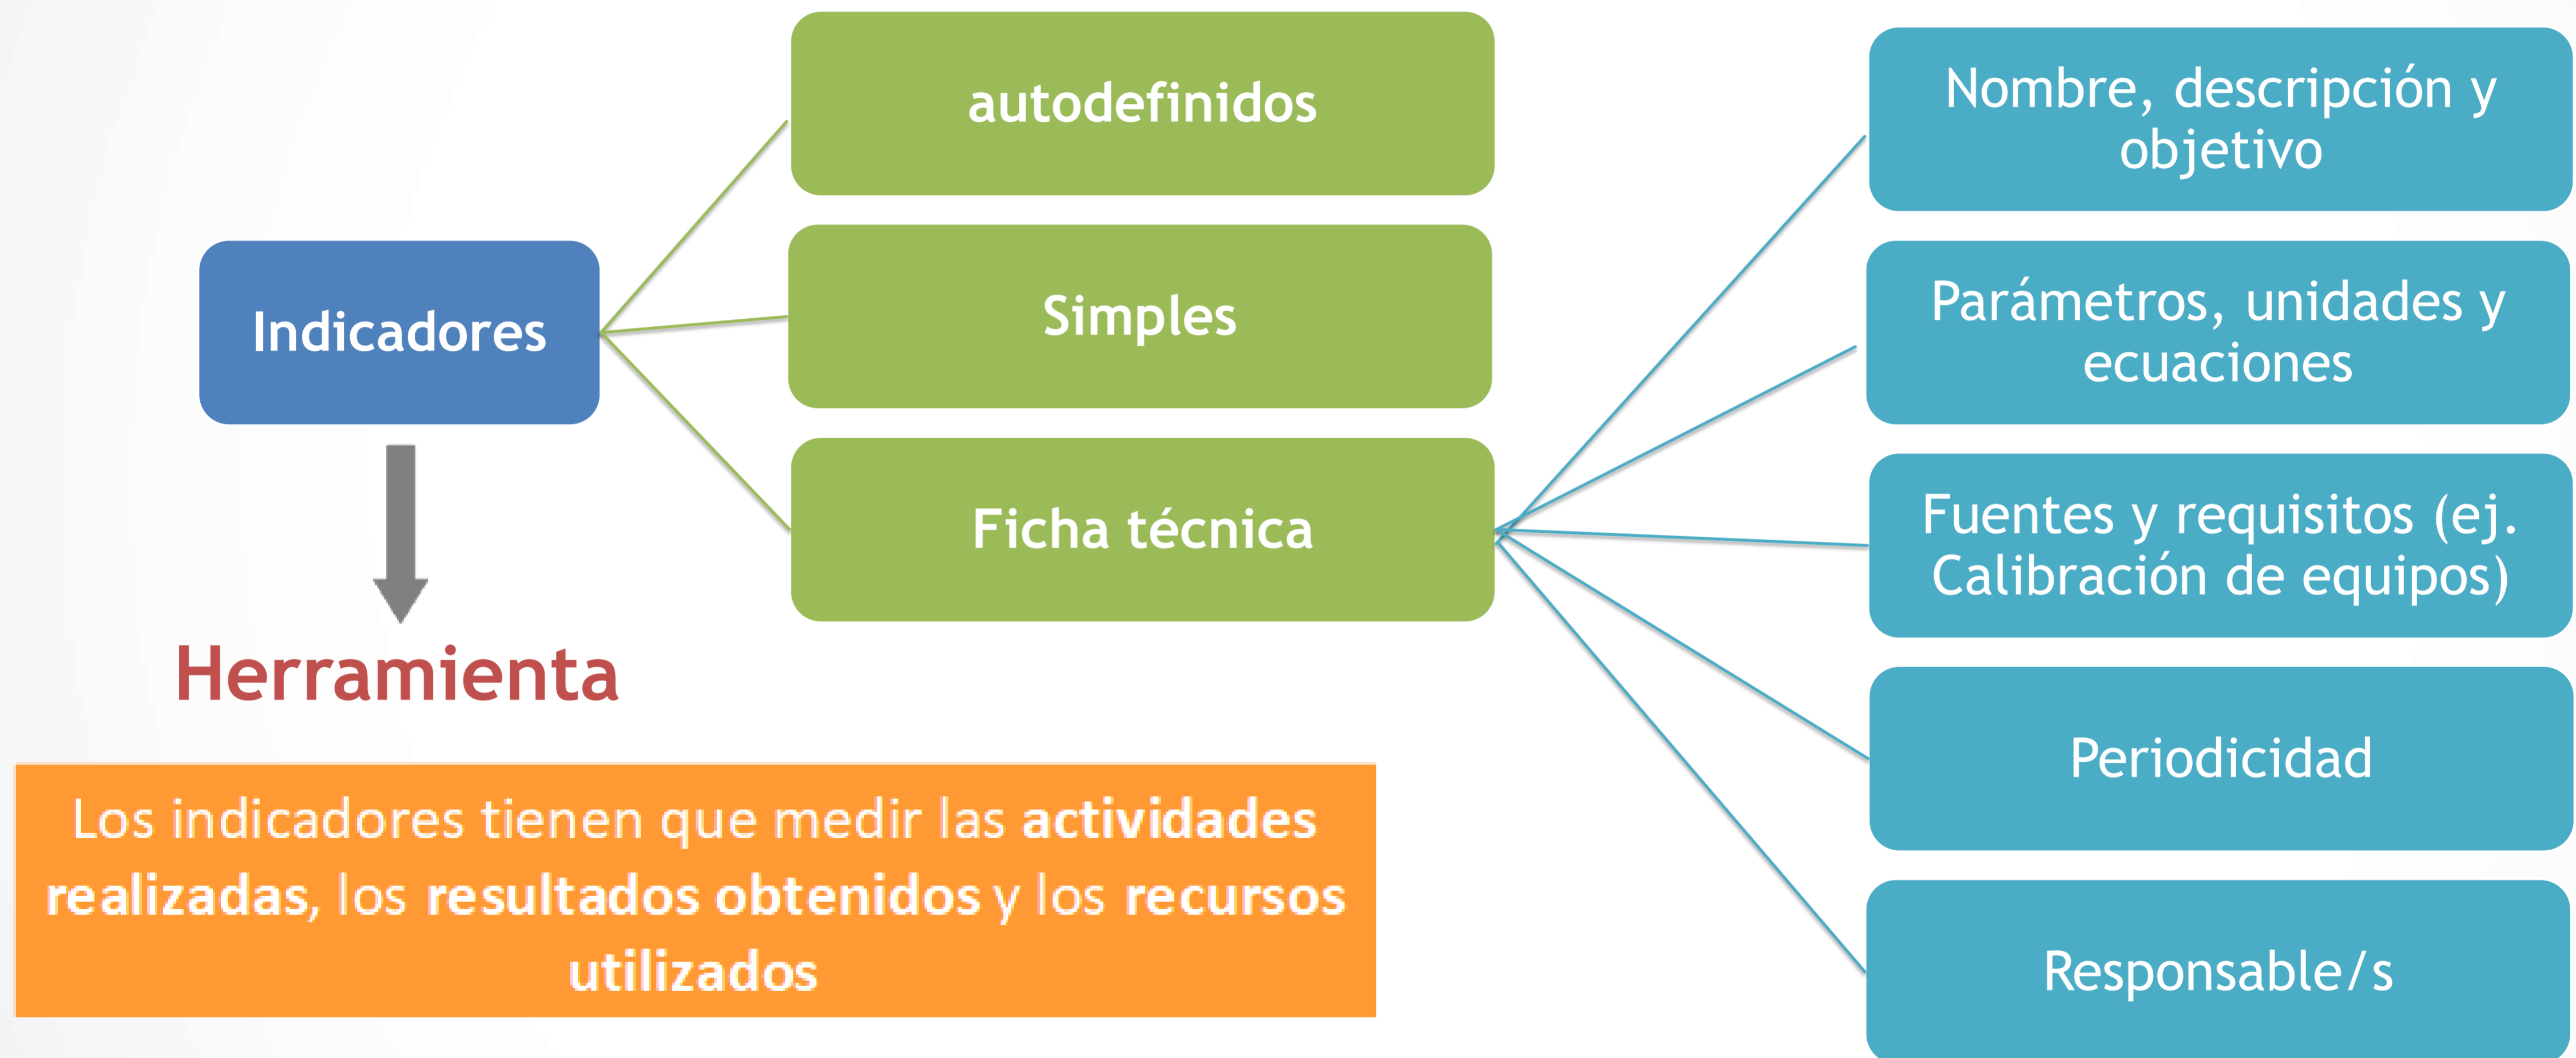 Indicadores
Herramienta
Los indicadores tienen que medir las actividades
realizadas, los resultados obtenidos y los recursos
utilizados
autodefinidos
Simples
Ficha técnica
Nombre, descripción y
objetivo
Parámetros, unidades y
ecuaciones
Fuentes y requisitos (ej.
Calibración de equipos)
Periodicidad
Responsable/s